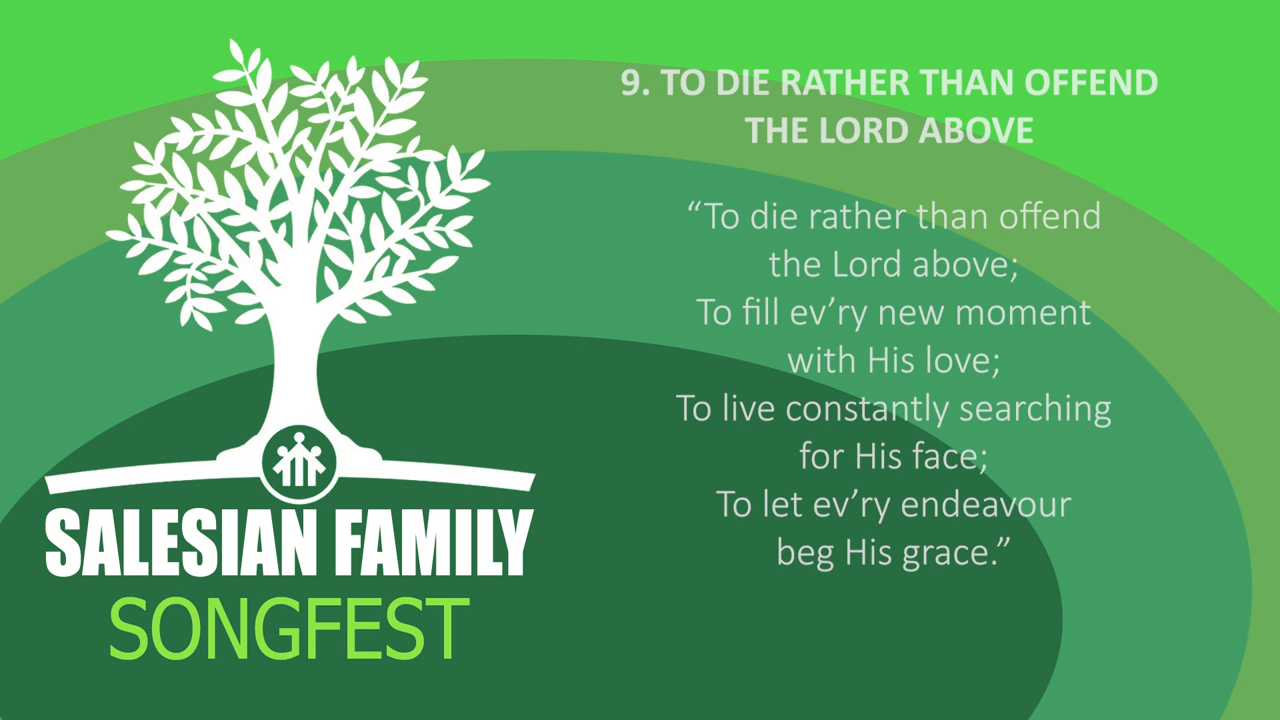 9. TO DIE RATHER THAN OFFEND
THE LORD ABOVE
“To die rather than offend
the Lord above;
To fill ev’ry new moment
with His love;
To live constantly searching
for His face;
To let ev’ry endeavour
beg His grace.”
SALESIAN FAMILY
SONGFEST